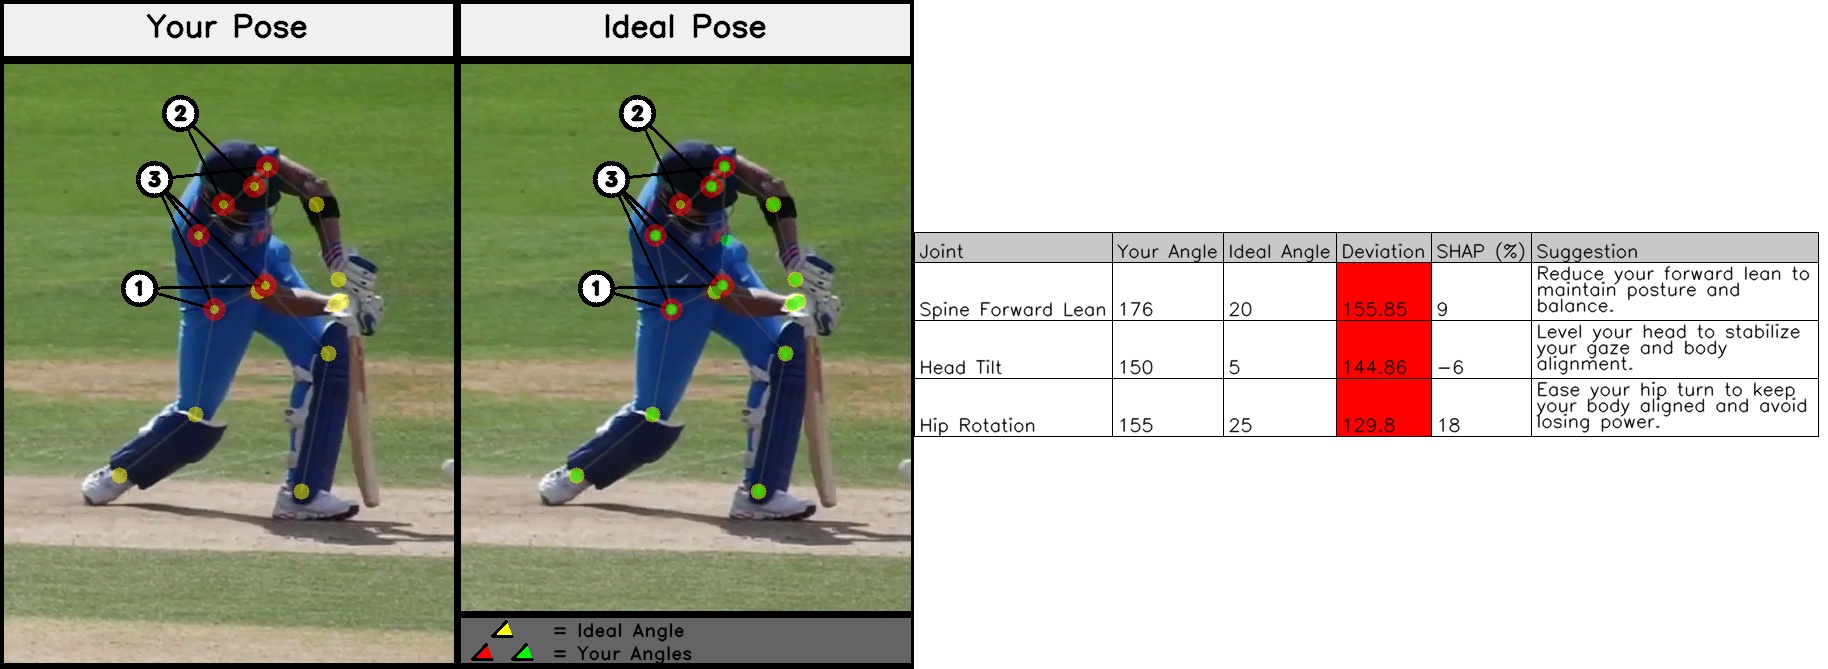 Your Pose
Ideal Pose
2
3
1
2
3
1
= Ideal Angle
= Your Angles
Joint Your Angle Ideal Angle Deviation SHAP (%) Suggestion
Spine Forward Lean 176 20 155.85 9 Reduce your forward lean to
maintain posture and
balance.
Head Tilt 150 5 144.86 -6 Level your head to stabilize
your gaze and body
alignment.
Hip Rotation 155 25 129.8 18 Ease your hip turn to keep
your body aligned and avoid
losing power.